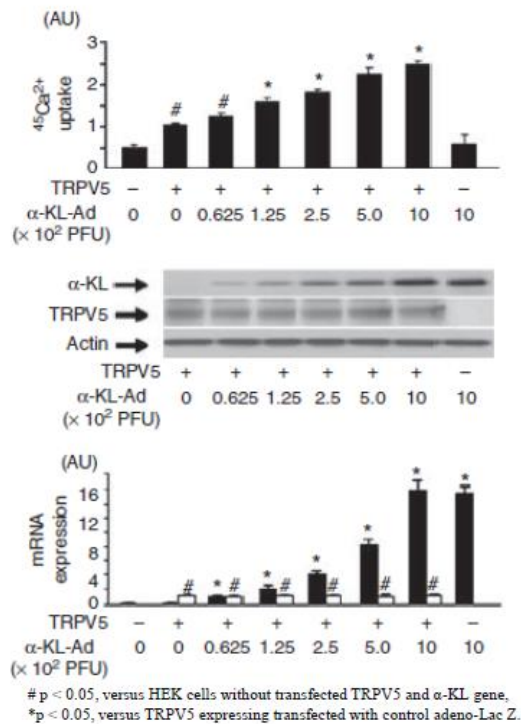 (AU)
3
2
1
0
⁴⁵Ca²⁺
uptake
# # * * * *
TRPV5 – + + + + + + –
α-KL-Ad 0 0 0.625 1.25 2.5 5.0 10 10
(× 10² PFU)
α-KL
TRPV5
Actin
TRPV5 + + + + + + –
α-KL-Ad 0 0.625 1.25 2.5 5.0 10 10
(× 10² PFU)
(AU)
16
12
8
4
0
mRNA
expression
# * # * # * # * # * # *
TRPV5 – + + + + + + –
α-KL-Ad 0 0 0.625 1.25 2.5 5.0 10 10
(× 10² PFU)
# p < 0.05, versus HEK cells without transfected TRPV5 and α-KL gene,
*p < 0.05, versus TRPV5 expressing transfected with control adeno-Lac Z.